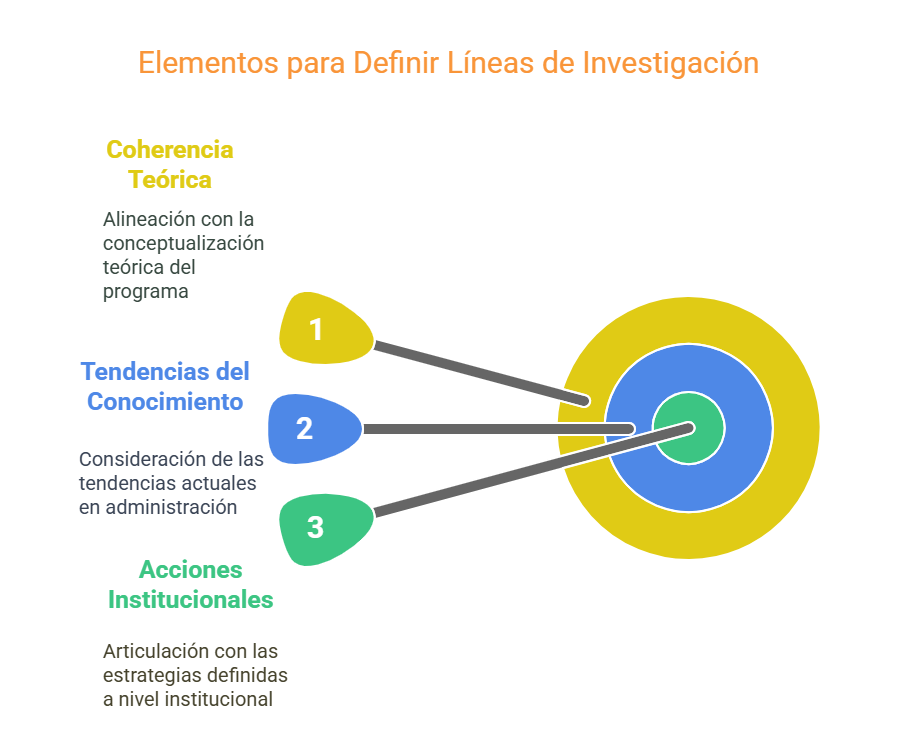 Elementos para Definir Líneas de Investigación
Coherencia
Teórica
Alineación con la
conceptualización
teórica del
programa
1
Tendencias del
Conocimiento
2
Consideración de las
tendencias actuales
en administración
3
Acciones
Institucionales
Articulación con las
estrategias definidas
a nivel institucional